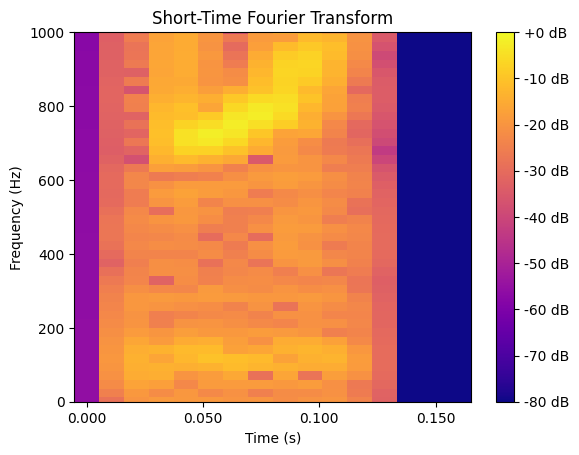 Short-Time Fourier Transform
1000
800
600
400
200
0
Frequency (Hz)
0.000
0.050
0.100
0.150
Time (s)
+0 dB
-10 dB
-20 dB
-30 dB
-40 dB
-50 dB
-60 dB
-70 dB
-80 dB